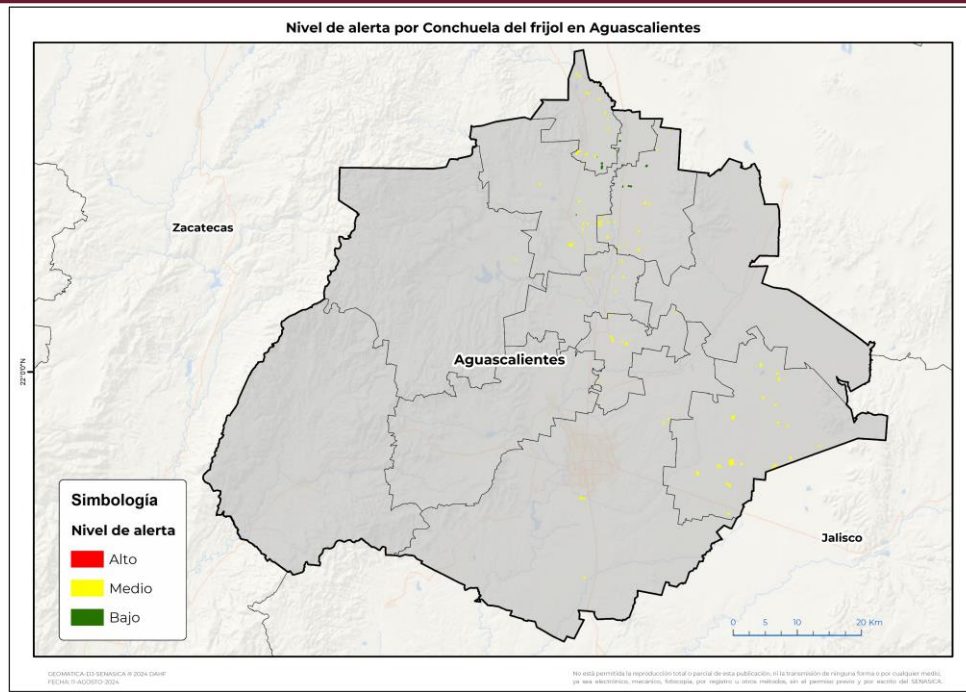 Nivel de alerta por Conchuela del frijol en Aguascalientes
Zacatecas
22°0'0"N
Aguascalientes
Simbología
Nivel de alerta
Alto
Medio
Bajo
Jalisco
0 5 10 20 Km
GEOMATICA-DJ-SENASICA-® 2024 DAHF
FECHA: 11-AGOSTO-2024
No está permitida la reproducción total o parcial de esta publicación, ni la transmisión de ninguna forma o por cualquier medio,
ya sea electrónico, mecánico, fotocopia, por registro u otros métodos, sin el permiso previo y por escrito del SENASICA.